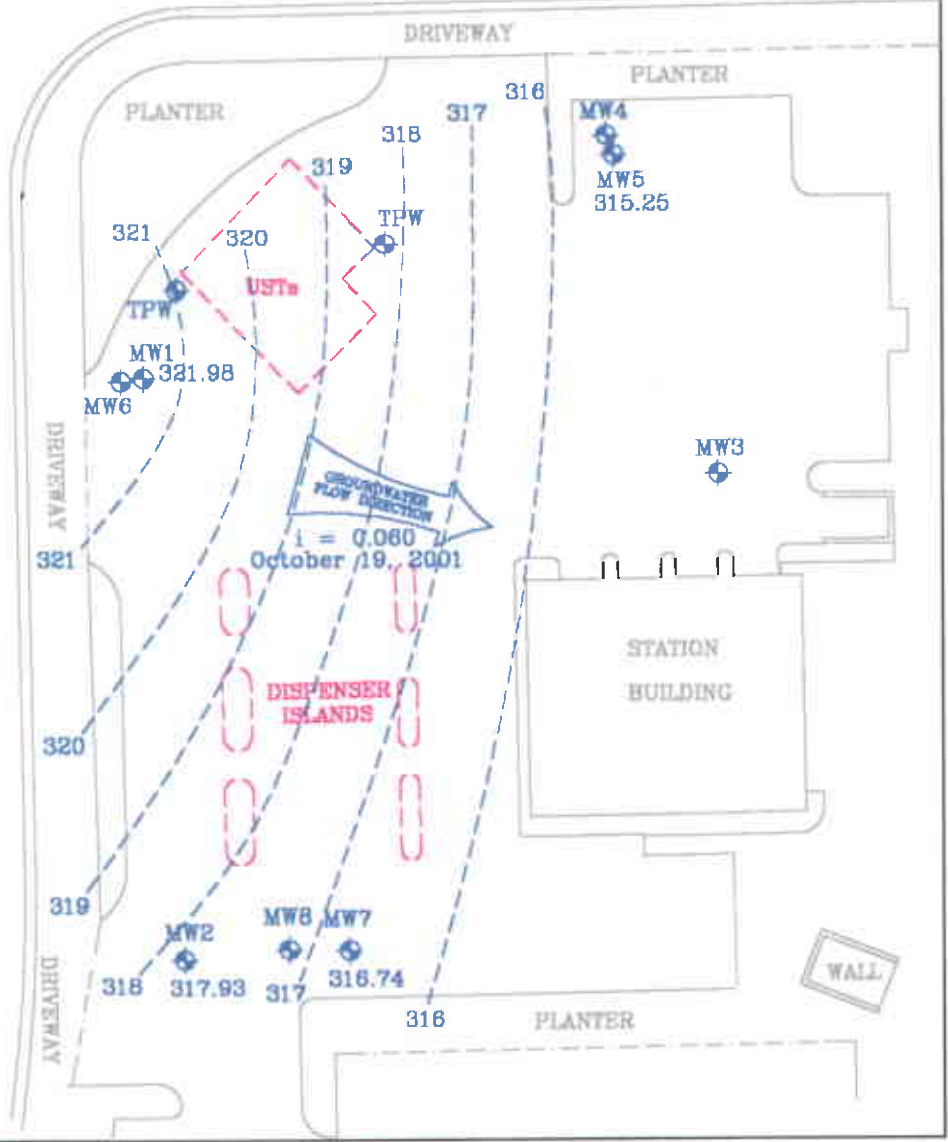 DRIVEWAY
PLANTER
PLANTER
316
317
318
319
MW4
MW5
315.25
TPW
321
320
USTs
TPW
MW1
321.98
MW6
DRIVEWAY
MW3
GROUNDWATER
FLOW DIRECTION
i = 0.060
October 19, 2001
321
STATION
BUILDING
DISPENSER
ISLANDS
320
319
MW2
MW8
MW7
318
317.93
317
316.74
316
DRIVEWAY
WALL
PLANTER